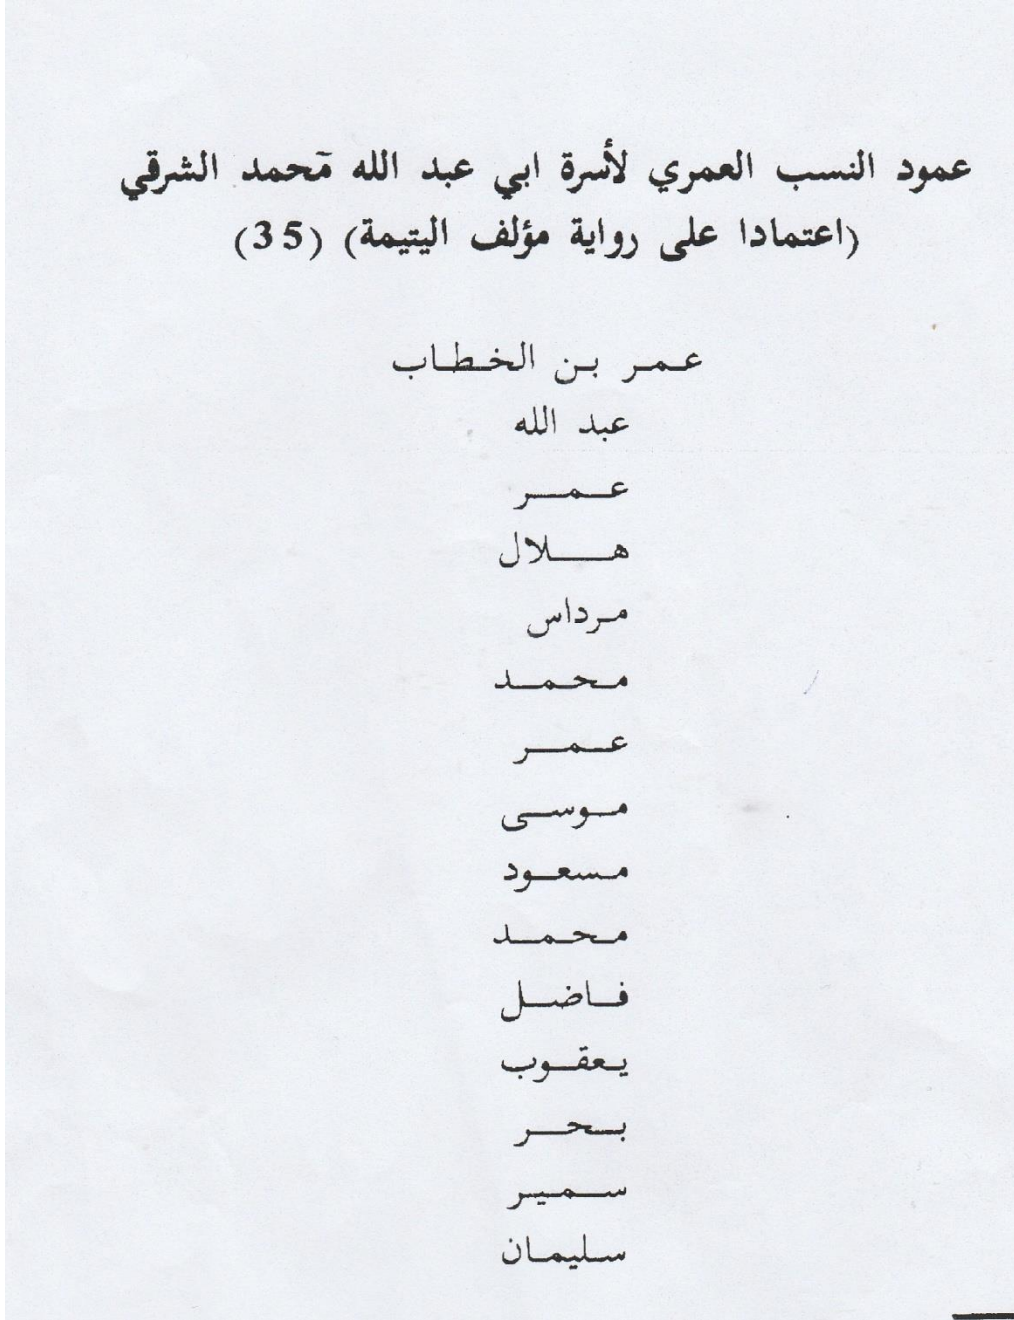 عمود النسب العمري لأسرة ابي عبد الله مَحمد الشرقي
(اعتمادا على رواية مؤلف اليتيمة) (35)
عمر بن الخطاب
عبد الله
عمر
هلال
مرداس
محمد
عمر
موسى
مسعود
محمد
فاضل
يعقوب
بحر
سمير
سليمان